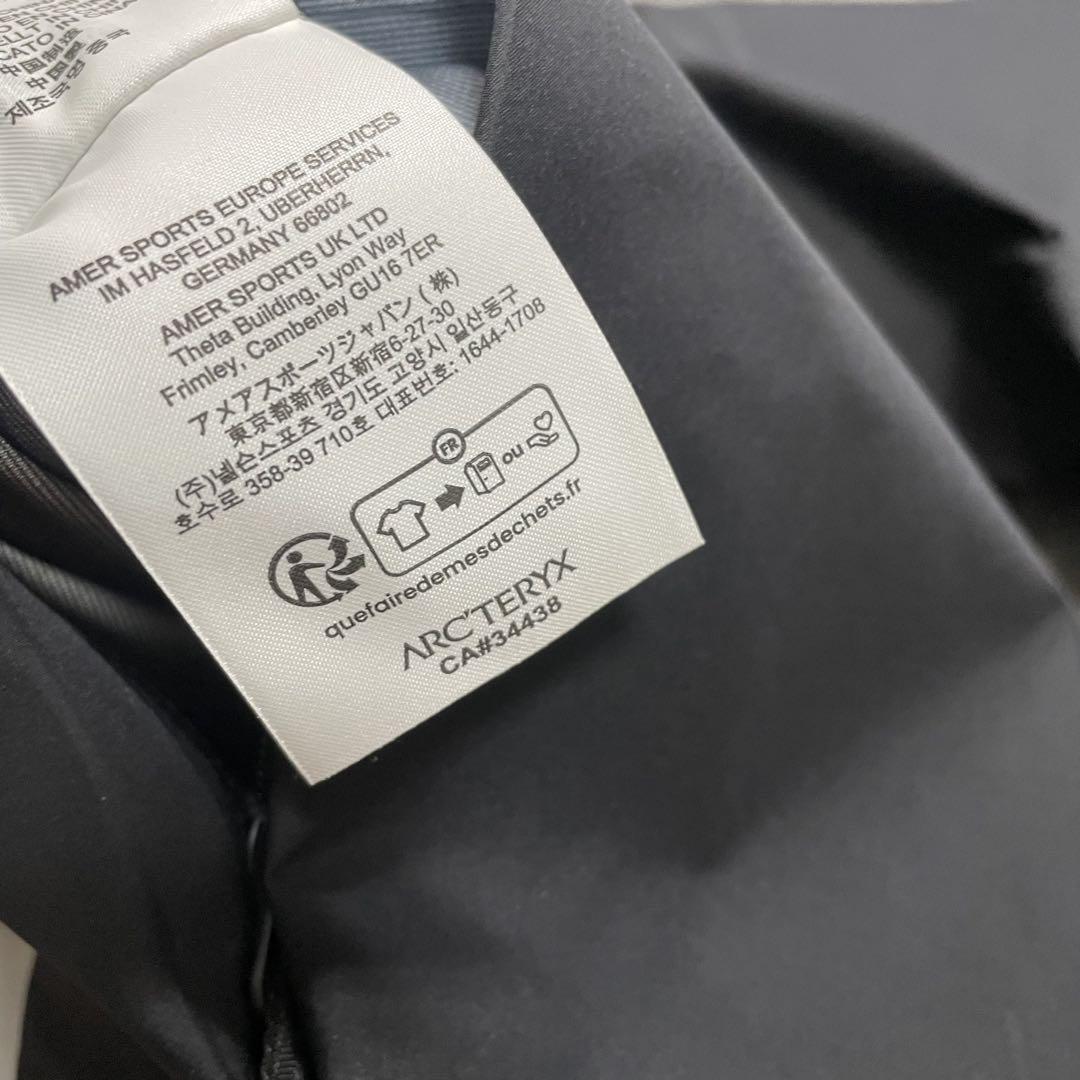 中国制造
中国製
제조국명 중국
AMER SPORTS EUROPE SERVICES
IM HASFELD 2, UBERHERRN,
GERMANY 66802
AMER SPORTS UK LTD
Theta Building, Lyon Way
Frimley, Camberley GU16 7ER
アメアスポーツジャパン(株)
東京都新宿区新宿6-27-30
(주)넬슨스포츠 경기도 고양시 일산동구
호수로 358-39 710호 대표번호: 1644-1708
FR
ou
quefairedemesdechets.fr
ARC'TERYX
CA#34438